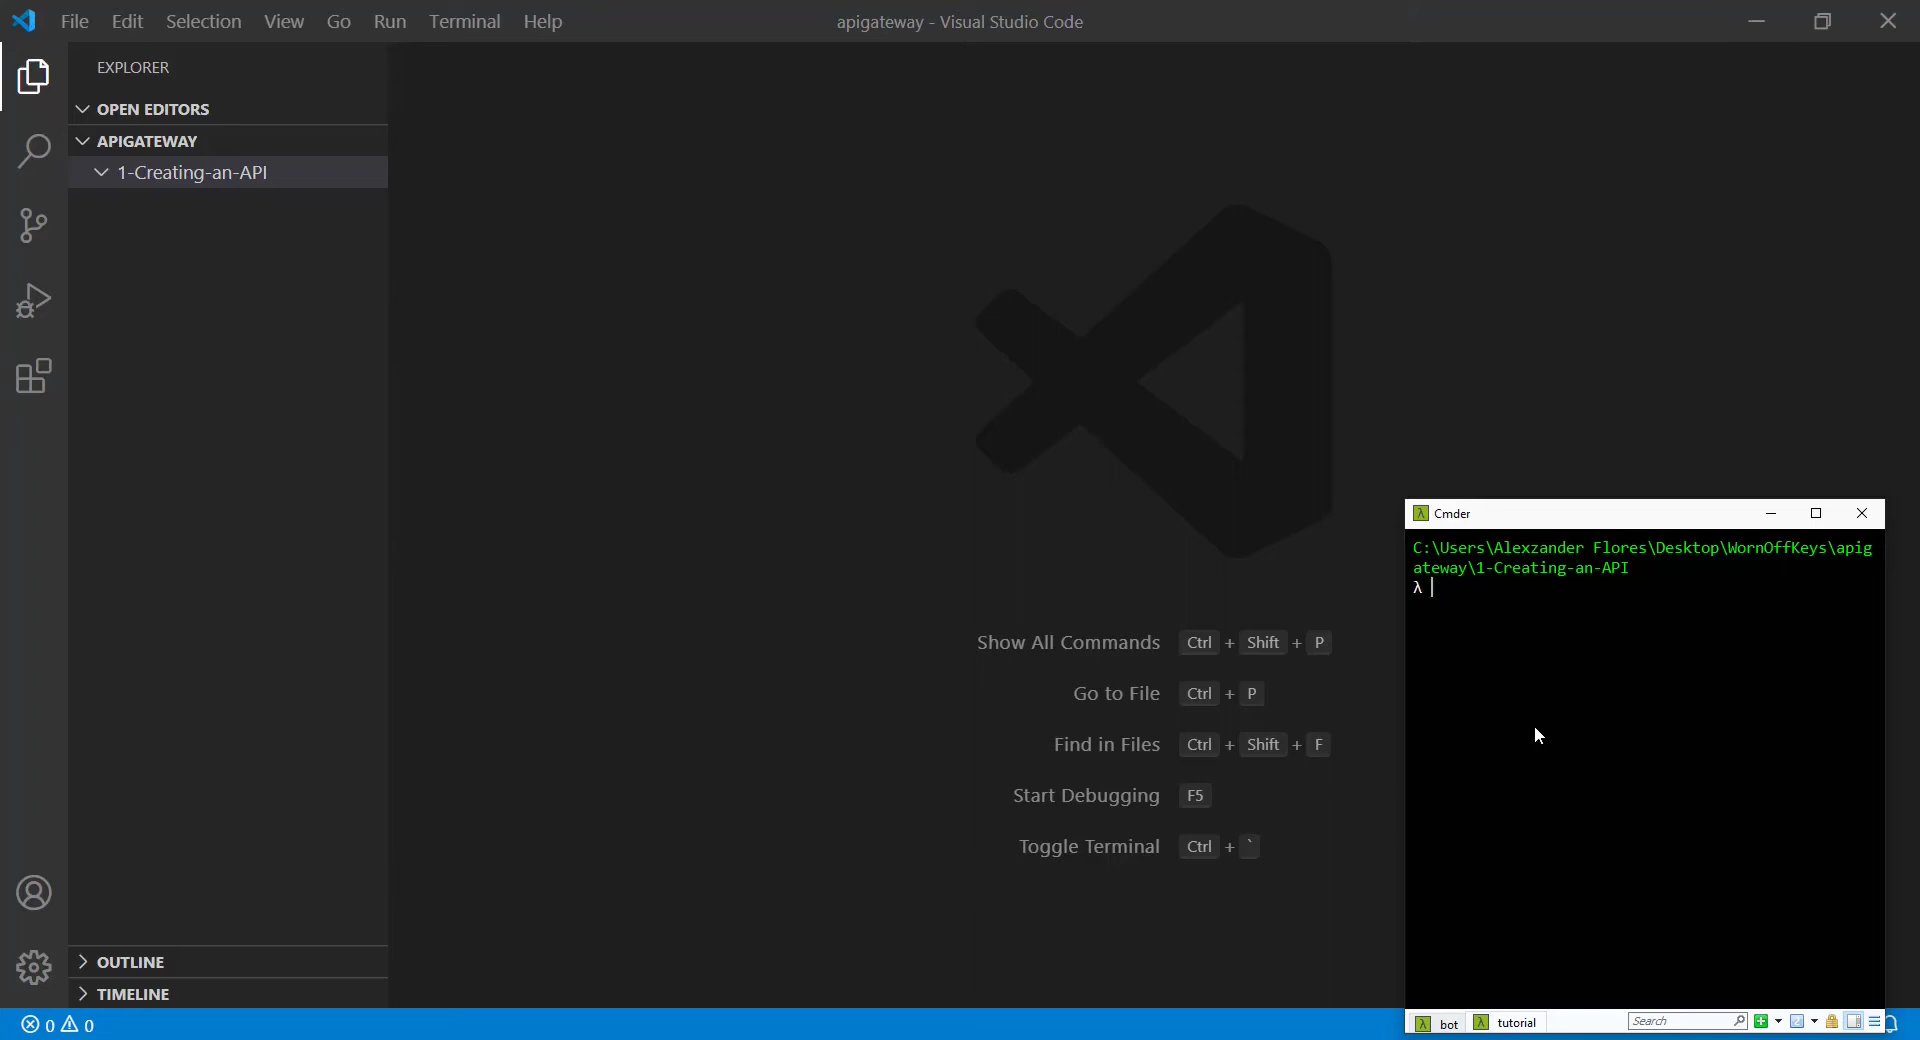 File Edit Selection View Go Run Terminal Help
apigateway - Visual Studio Code
EXPLORER
OPEN EDITORS
APIGATEWAY
1-Creating-an-API
Show All Commands Ctrl + Shift + P
Go to File Ctrl + P
Find in Files Ctrl + Shift + F
Start Debugging F5
Toggle Terminal Ctrl + `
OUTLINE
TIMELINE
0 0
λ Cmder
C:\Users\Alexzander Flores\Desktop\WornOffKeys\apig
ateway\1-Creating-an-API
λ
λ bot λ tutorial Search